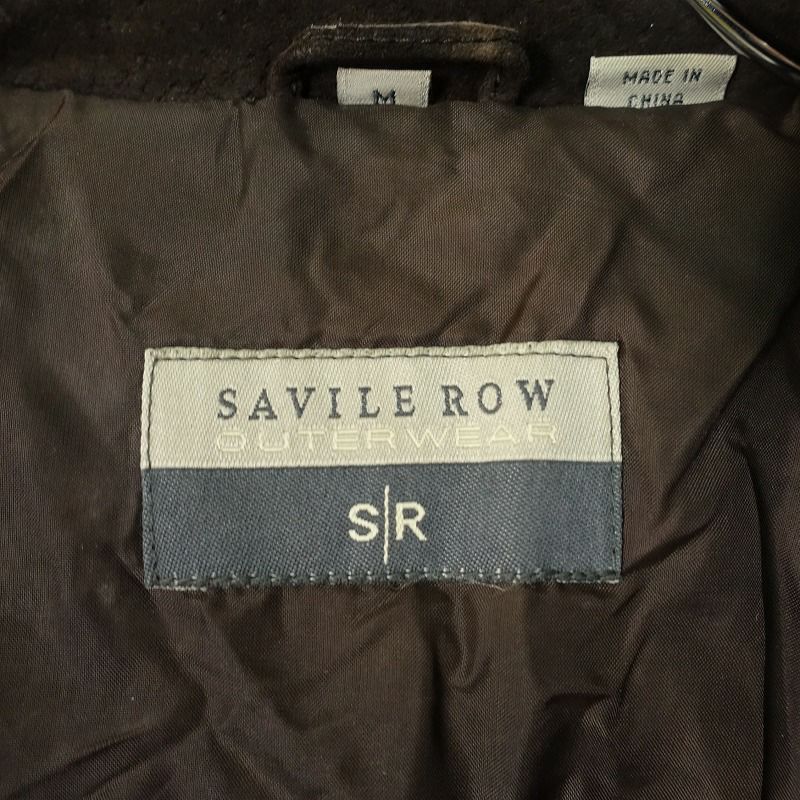 M
MADE IN
CHINA
SAVILE ROW
OUTERWEAR
S|R